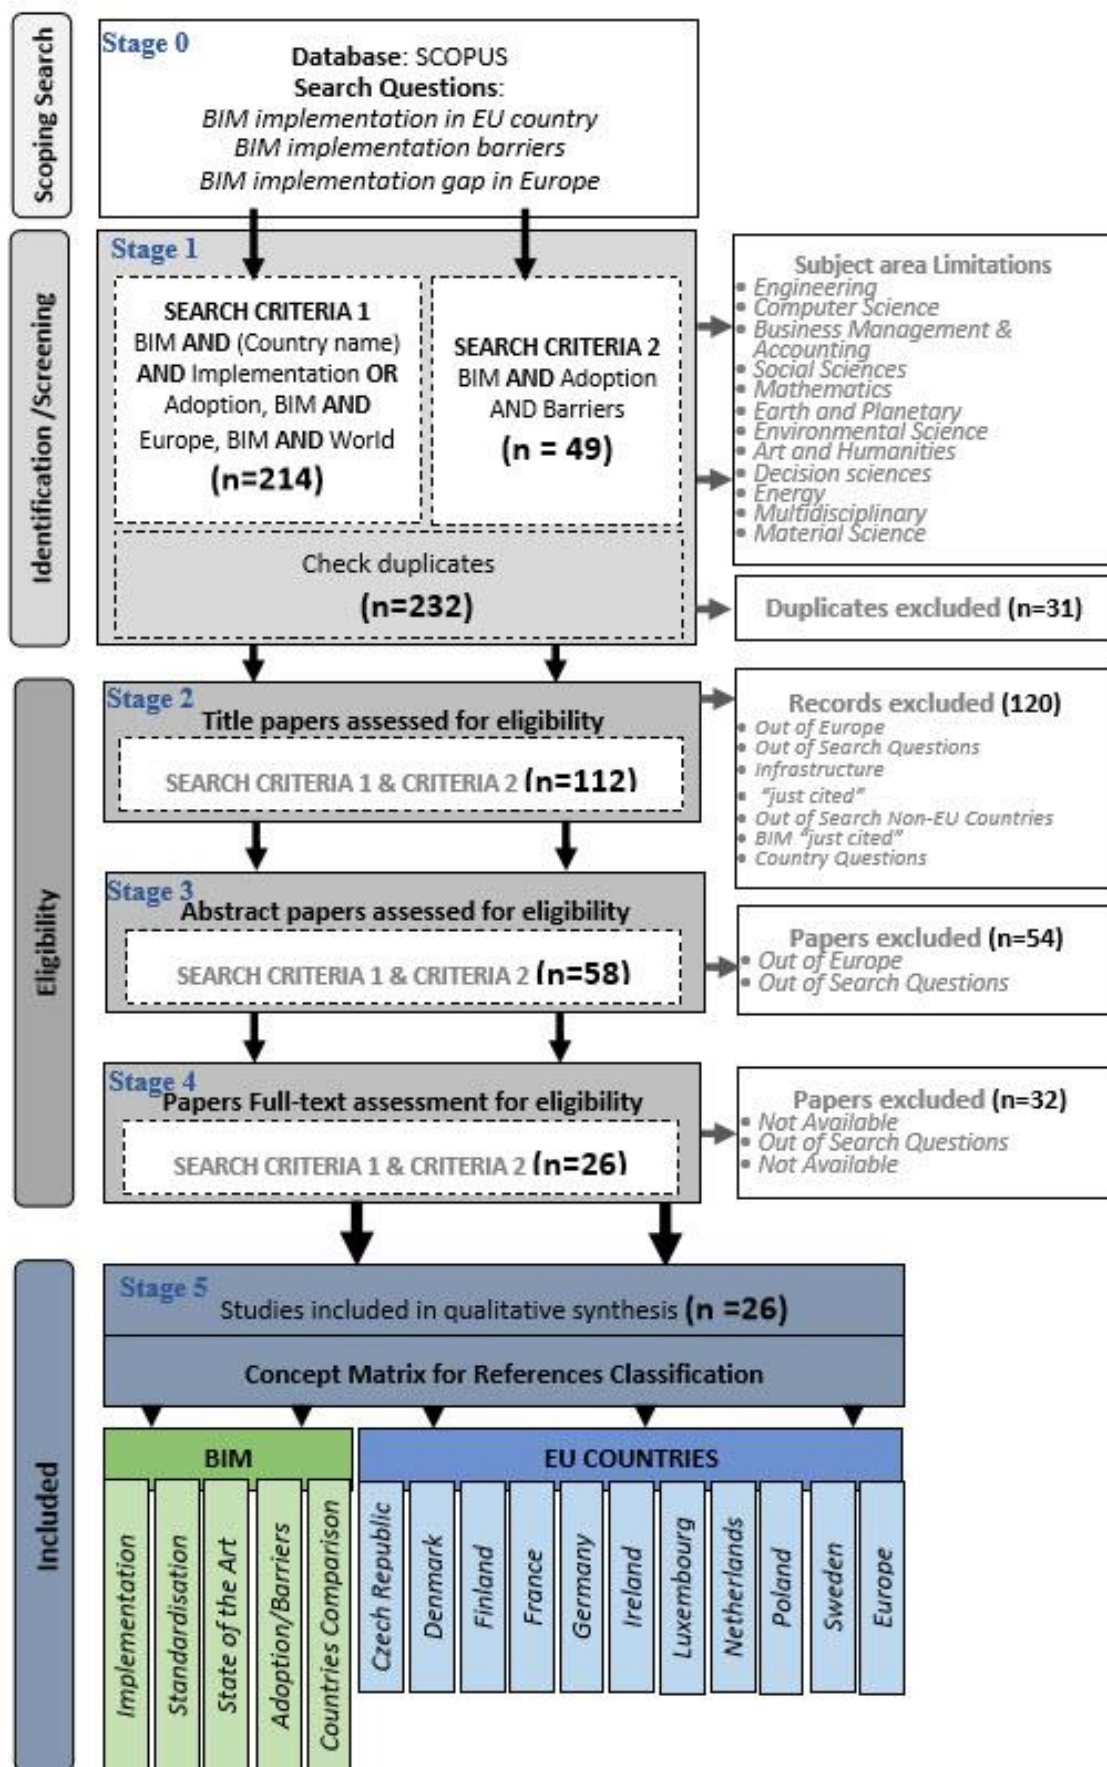 Scoping Search
Stage 0
Database: SCOPUS
Search Questions:
BIM implementation in EU country
BIM implementation barriers
BIM implementation gap in Europe
Identification /Screening
Stage 1
SEARCH CRITERIA 1
BIM AND (Country name)
AND Implementation OR
Adoption, BIM AND
Europe, BIM AND World
(n=214)
SEARCH CRITERIA 2
BIM AND Adoption
AND Barriers
(n = 49)
Check duplicates
(n=232)
Subject area Limitations
• Engineering
• Computer Science
• Business Management &
Accounting
• Social Sciences
• Mathematics
• Earth and Planetary
• Environmental Science
• Art and Humanities
• Decision sciences
• Energy
• Multidisciplinary
• Material Science
Duplicates excluded (n=31)
Eligibility
Stage 2
Title papers assessed for eligibility
SEARCH CRITERIA 1 & CRITERIA 2 (n=112)
Records excluded (120)
• Out of Europe
• Out of Search Questions
• Infrastructure
• "just cited"
• Out of Search Non-EU Countries
• BIM "just cited"
• Country Questions
Stage 3
Abstract papers assessed for eligibility
SEARCH CRITERIA 1 & CRITERIA 2 (n=58)
Papers excluded (n=54)
• Out of Europe
• Out of Search Questions
Stage 4
Papers Full-text assessment for eligibility
SEARCH CRITERIA 1 & CRITERIA 2 (n=26)
Papers excluded (n=32)
• Not Available
• Out of Search Questions
• Not Available
Included
Stage 5
Studies included in qualitative synthesis (n =26)
Concept Matrix for References Classification
BIM
Implementation
Standardisation
State of the Art
Adoption/Barriers
Countries Comparison
EU COUNTRIES
Czech Republic
Denmark
Finland
France
Germany
Ireland
Luxembourg
Netherlands
Poland
Sweden
Europe